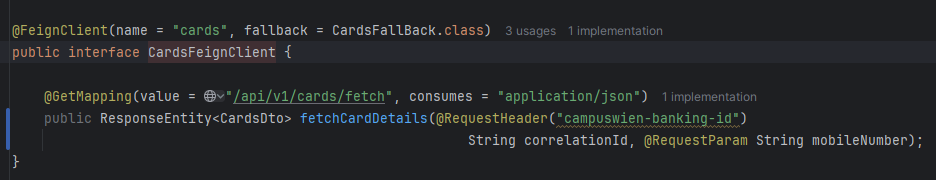 @FeignClient(name = "cards", fallback = CardsFallBack.class) 3 usages 1 implementation
public interface CardsFeignClient {
@GetMapping(value = "/api/v1/cards/fetch", consumes = "application/json") 1 implementation
public ResponseEntity<CardsDto> fetchCardDetails(@RequestHeader("campuswien-banking-id")
String correlationId, @RequestParam String mobileNumber);
}